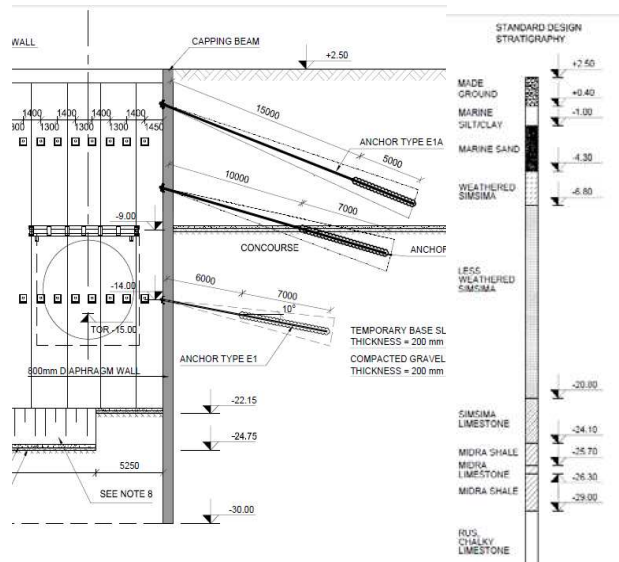 WALL
CAPPING BEAM
+2.50
1400 1400 1400 1400
1300 1400 1300 1400 1450
15000
5000
ANCHOR TYPE E1A
10000
7000
-9.00
CONCOURSE
ANCHOR
-14.00
6000
7000
10°
TOR -15.00
ANCHOR TYPE E1
TEMPORARY BASE SL
THICKNESS = 200 mm
COMPACTED GRAVEL
THICKNESS = 200 mm
800mm DIAPHRAGM WALL
-22.15
-24.75
5250
SEE NOTE 8
-30.00
STANDARD DESIGN
STRATIGRAPHY
+2.50
MADE
GROUND
+0.40
MARINE
SILT/CLAY
-1.00
MARINE SAND
-4.30
WEATHERED
SIMSIMA
-6.80
LESS
WEATHERED
SIMSIMA
-20.80
SIMSIMA
LIMESTONE
-24.10
MIDRA SHALE
-25.70
MIDRA
LIMESTONE
-26.30
MIDRA SHALE
-29.00
RUS,
CHALKY
LIMESTONE